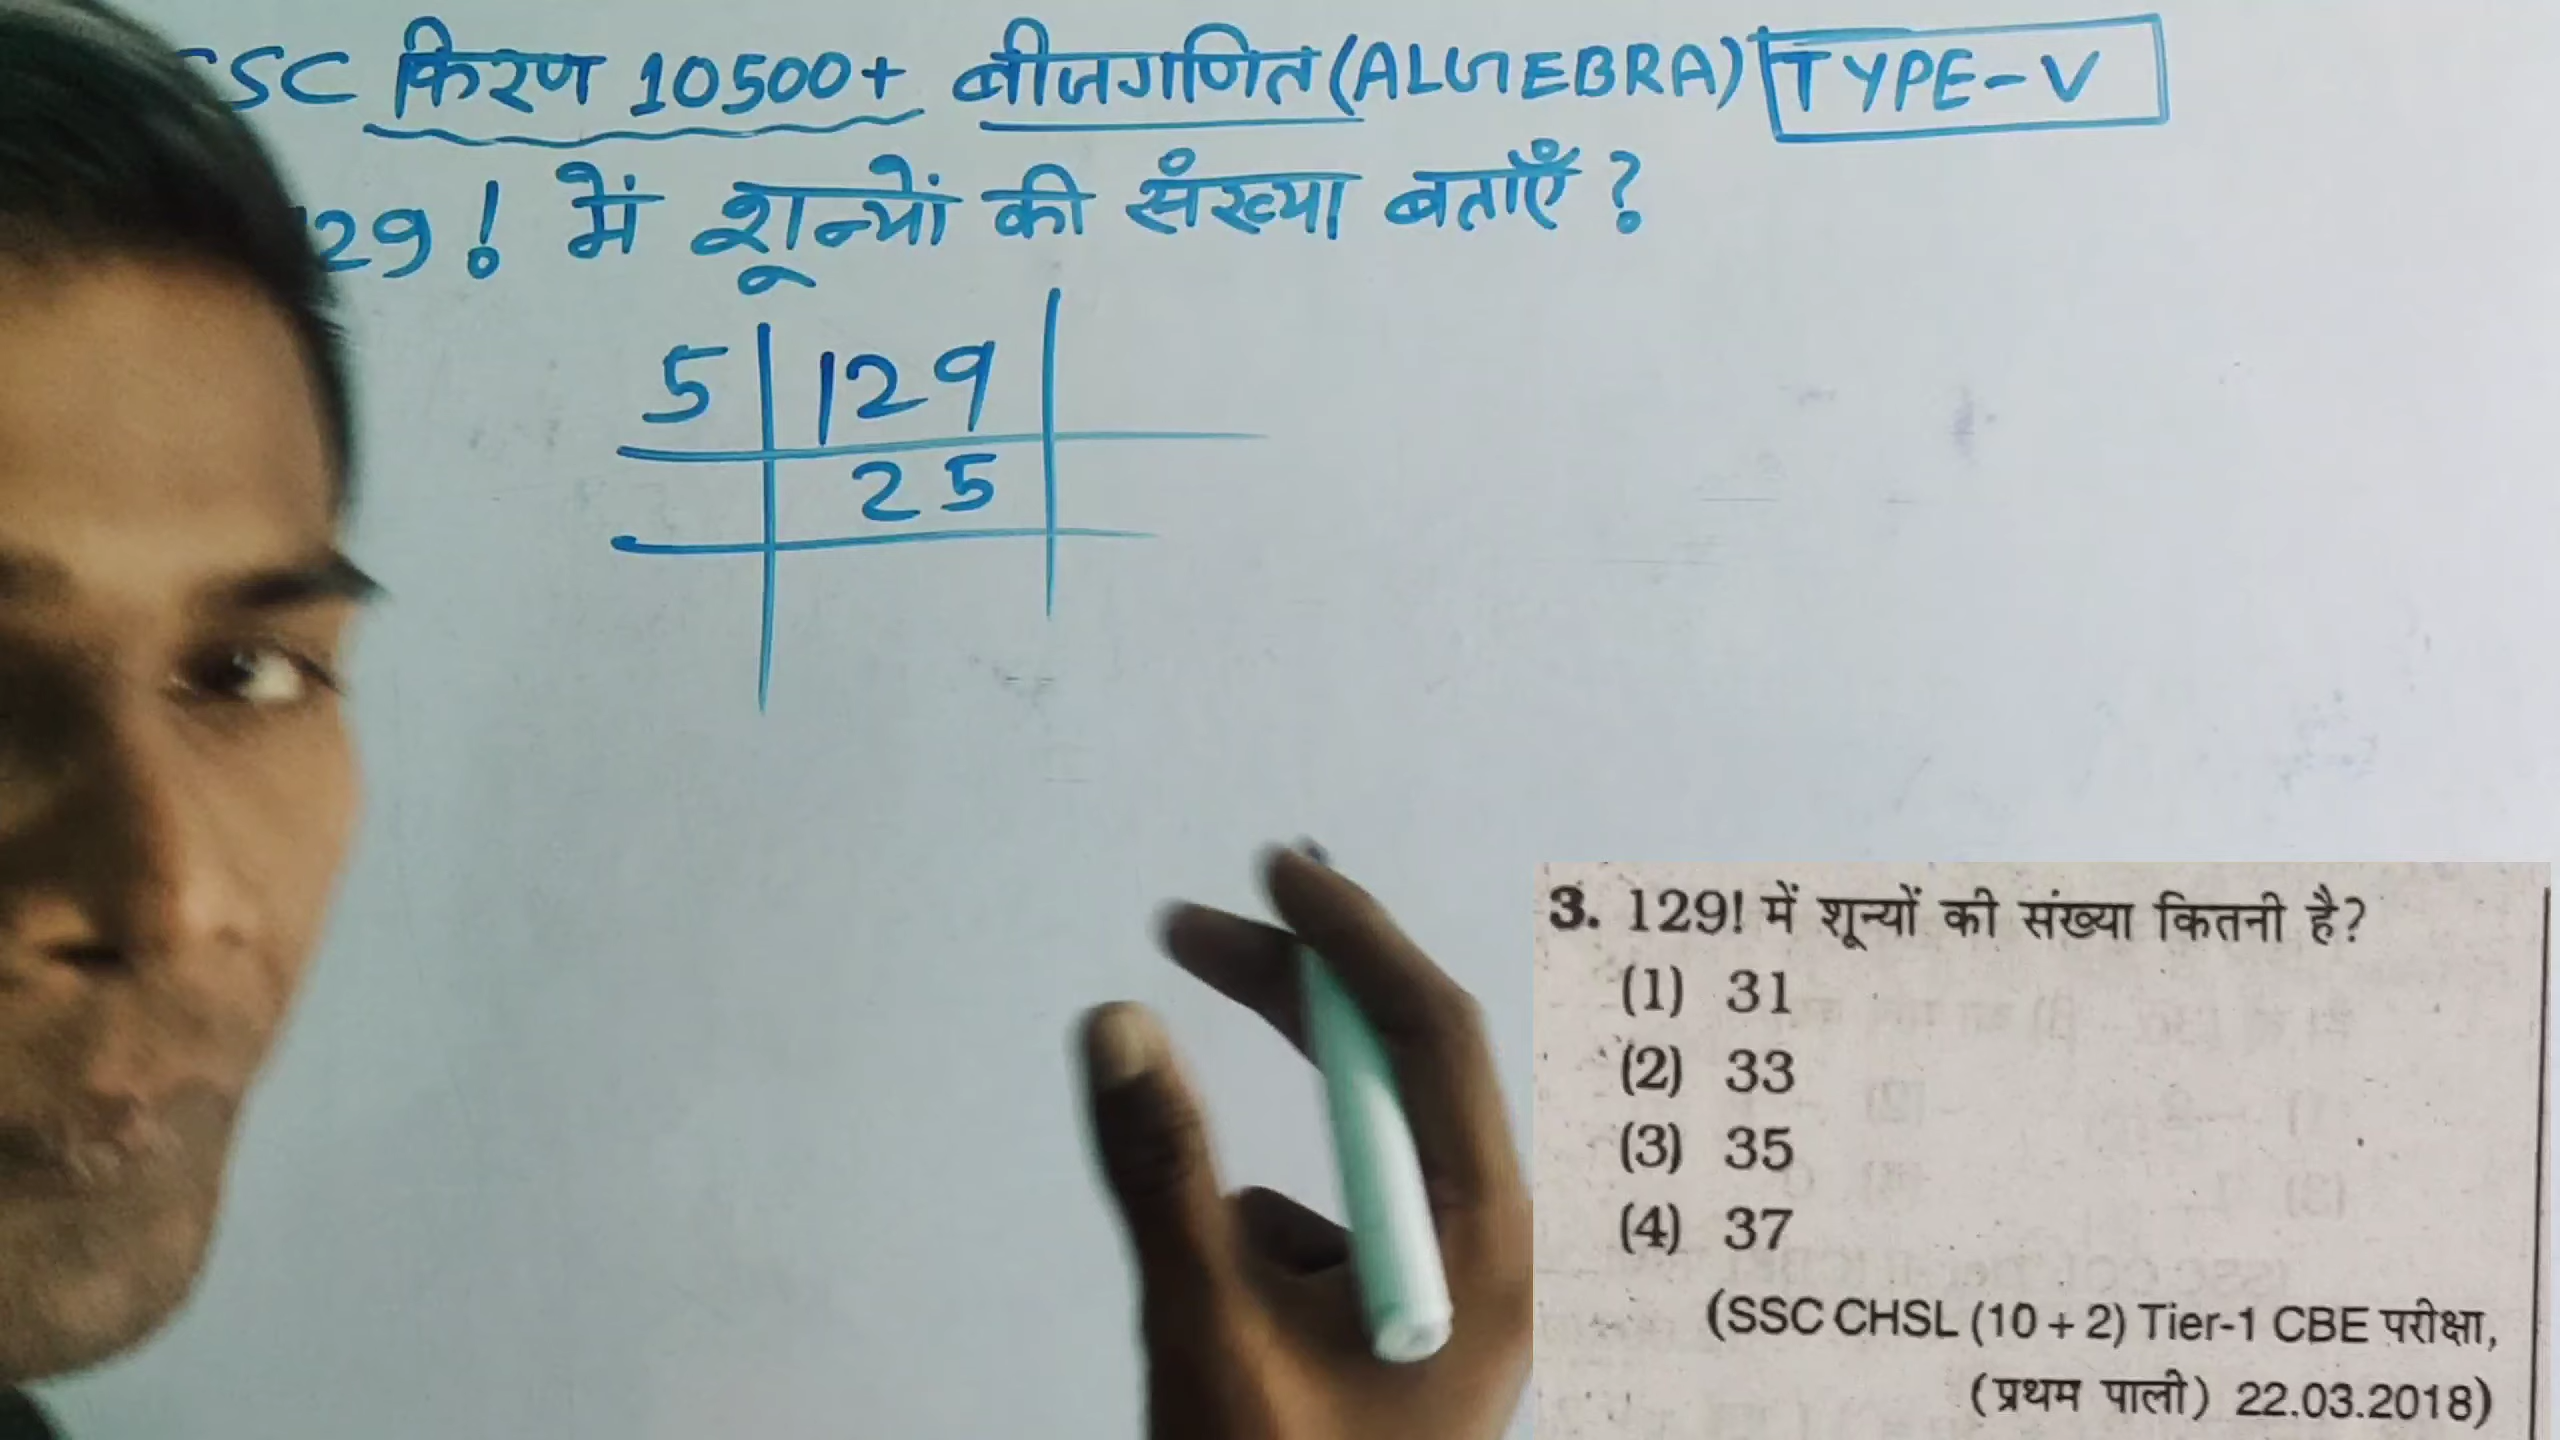 SSC किरण 10500+ बीजगणित (ALGEBRA) TYPE-V
129! में शून्यों की संख्या बताएँ?
5 129
25
3. 129! में शून्यों की संख्या कितनी है?
(1) 31
(2) 33
(3) 35
(4) 37
(SSC CHSL (10 + 2) Tier-1 CBE परीक्षा,
(प्रथम पाली) 22.03.2018)